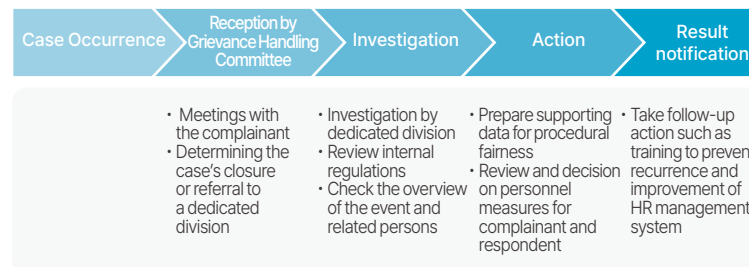 Case Occurrence
Reception by
Grievance Handling
Committee
Investigation
Action
Result
notification
• Meetings with
the complainant
• Determining the
case's closure
or referral to
a dedicated
division
• Investigation by
dedicated division
• Review internal
regulations
• Check the overview
of the event and
related persons
• Prepare supporting
data for procedural
fairness
• Review and decision
on personnel
measures for
complainant and
respondent
• Take follow-up
action such as
training to preven
recurrence and
improvement of
HR management
system